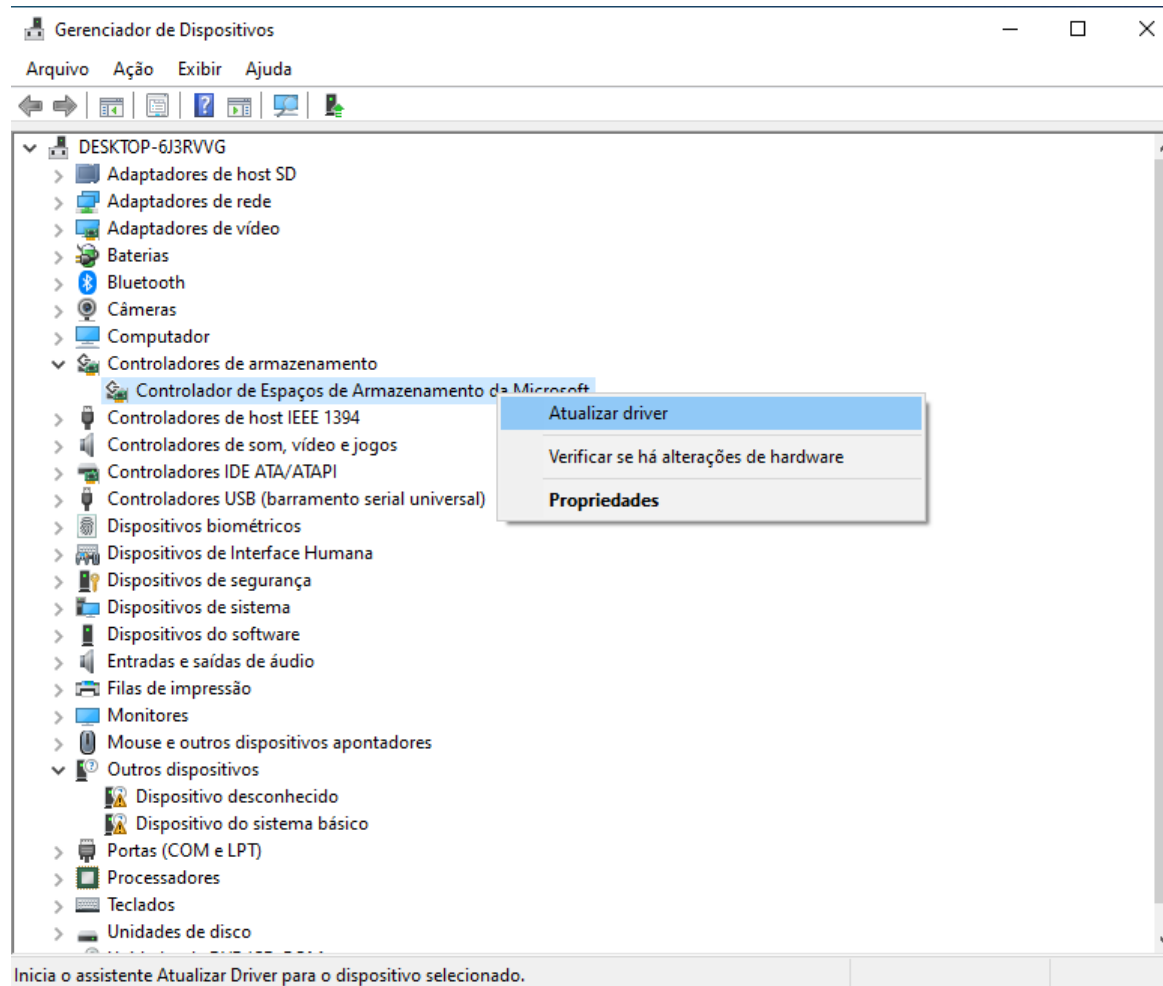 Gerenciador de Dispositivos
Arquivo Ação Exibir Ajuda
DESKTOP-6J3RVVG
Adaptadores de host SD
Adaptadores de rede
Adaptadores de vídeo
Baterias
Bluetooth
Câmeras
Computador
Controladores de armazenamento
Controlador de Espaços de Armazenamento da Microsoft
Atualizar driver
Verificar se há alterações de hardware
Propriedades
Controladores de host IEEE 1394
Controladores de som, vídeo e jogos
Controladores IDE ATA/ATAPI
Controladores USB (barramento serial universal)
Dispositivos biométricos
Dispositivos de Interface Humana
Dispositivos de segurança
Dispositivos de sistema
Dispositivos do software
Entradas e saídas de áudio
Filas de impressão
Monitores
Mouse e outros dispositivos apontadores
Outros dispositivos
Dispositivo desconhecido
Dispositivo do sistema básico
Portas (COM e LPT)
Processadores
Teclados
Unidades de disco
Inicia o assistente Atualizar Driver para o dispositivo selecionado.